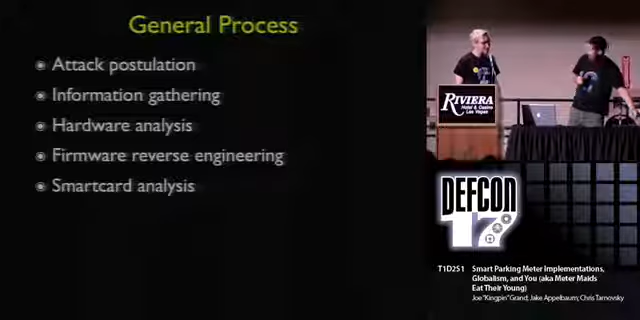 General Process
Attack postulation
Information gathering
Hardware analysis
Firmware reverse engineering
Smartcard analysis
RIVIERA
Hotel & Casino
Las Vegas
DEFCON
17
T1D2S1 Smart Parking Meter Implementations,
Globalism, and You (aka Meter Maids
Eat Their Young)
Joe "Kingpin" Grand; Jake Appelbaum; Chris Tarnovsky